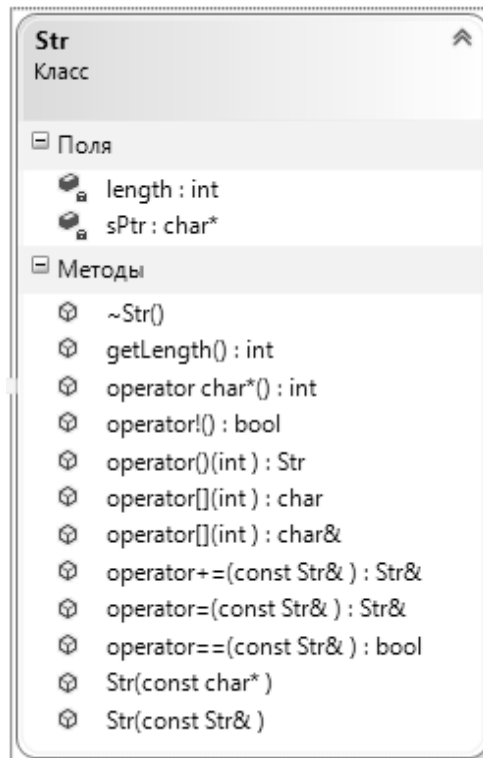 Str
Класс
Поля
length : int
sPtr : char*
Методы
~Str()
getLength() : int
operator char*() : int
operator!() : bool
operator()(int ) : Str
operator[](int ) : char
operator[](int ) : char&
operator+=(const Str& ) : Str&
operator=(const Str& ) : Str&
operator==(const Str& ) : bool
Str(const char* )
Str(const Str& )